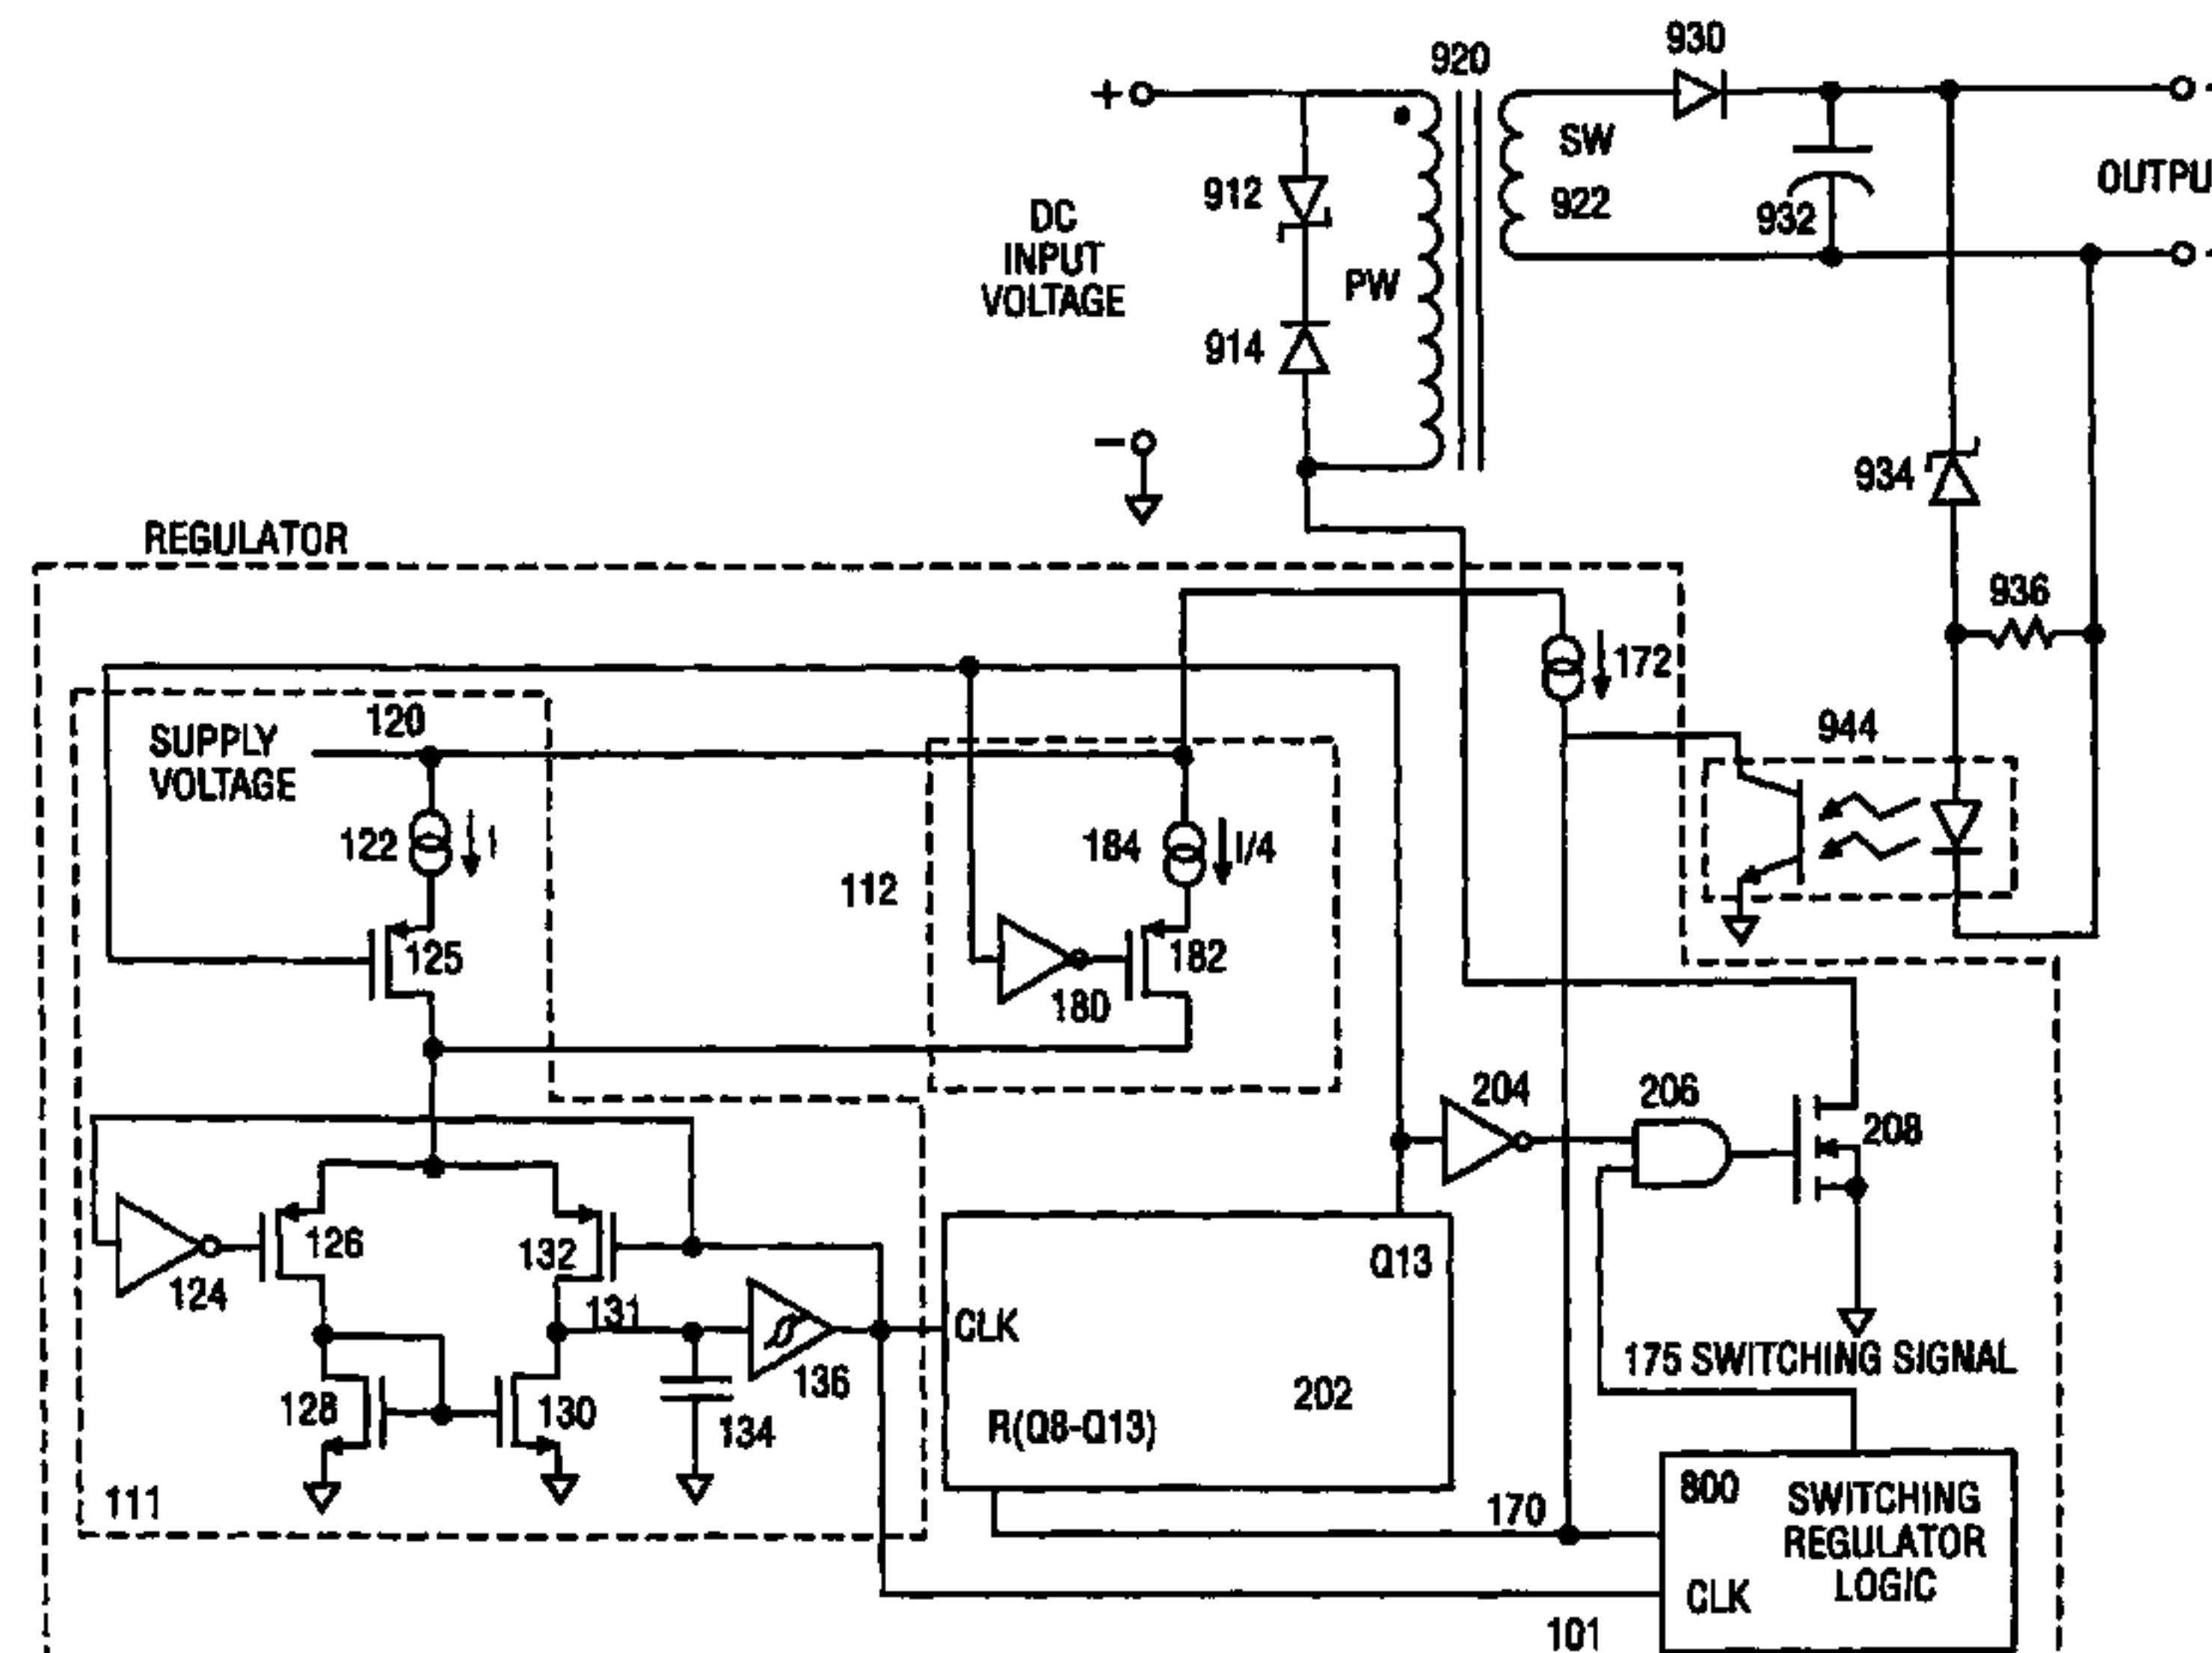 930
920
+
SW
922
932
OUTPU
912
DC
INPUT
VOLTAGE
PW
914
-
934
REGULATOR
936
172
120
SUPPLY
VOLTAGE
944
122
I
184
I/4
112
125
182
180
204
206
208
126
132
124
131
Q13
CLK
136
202
175 SWITCHING SIGNAL
128
130
134
R(Q8-Q13)
111
170
800
SWITCHING
REGULATOR
LOGIC
CLK
101